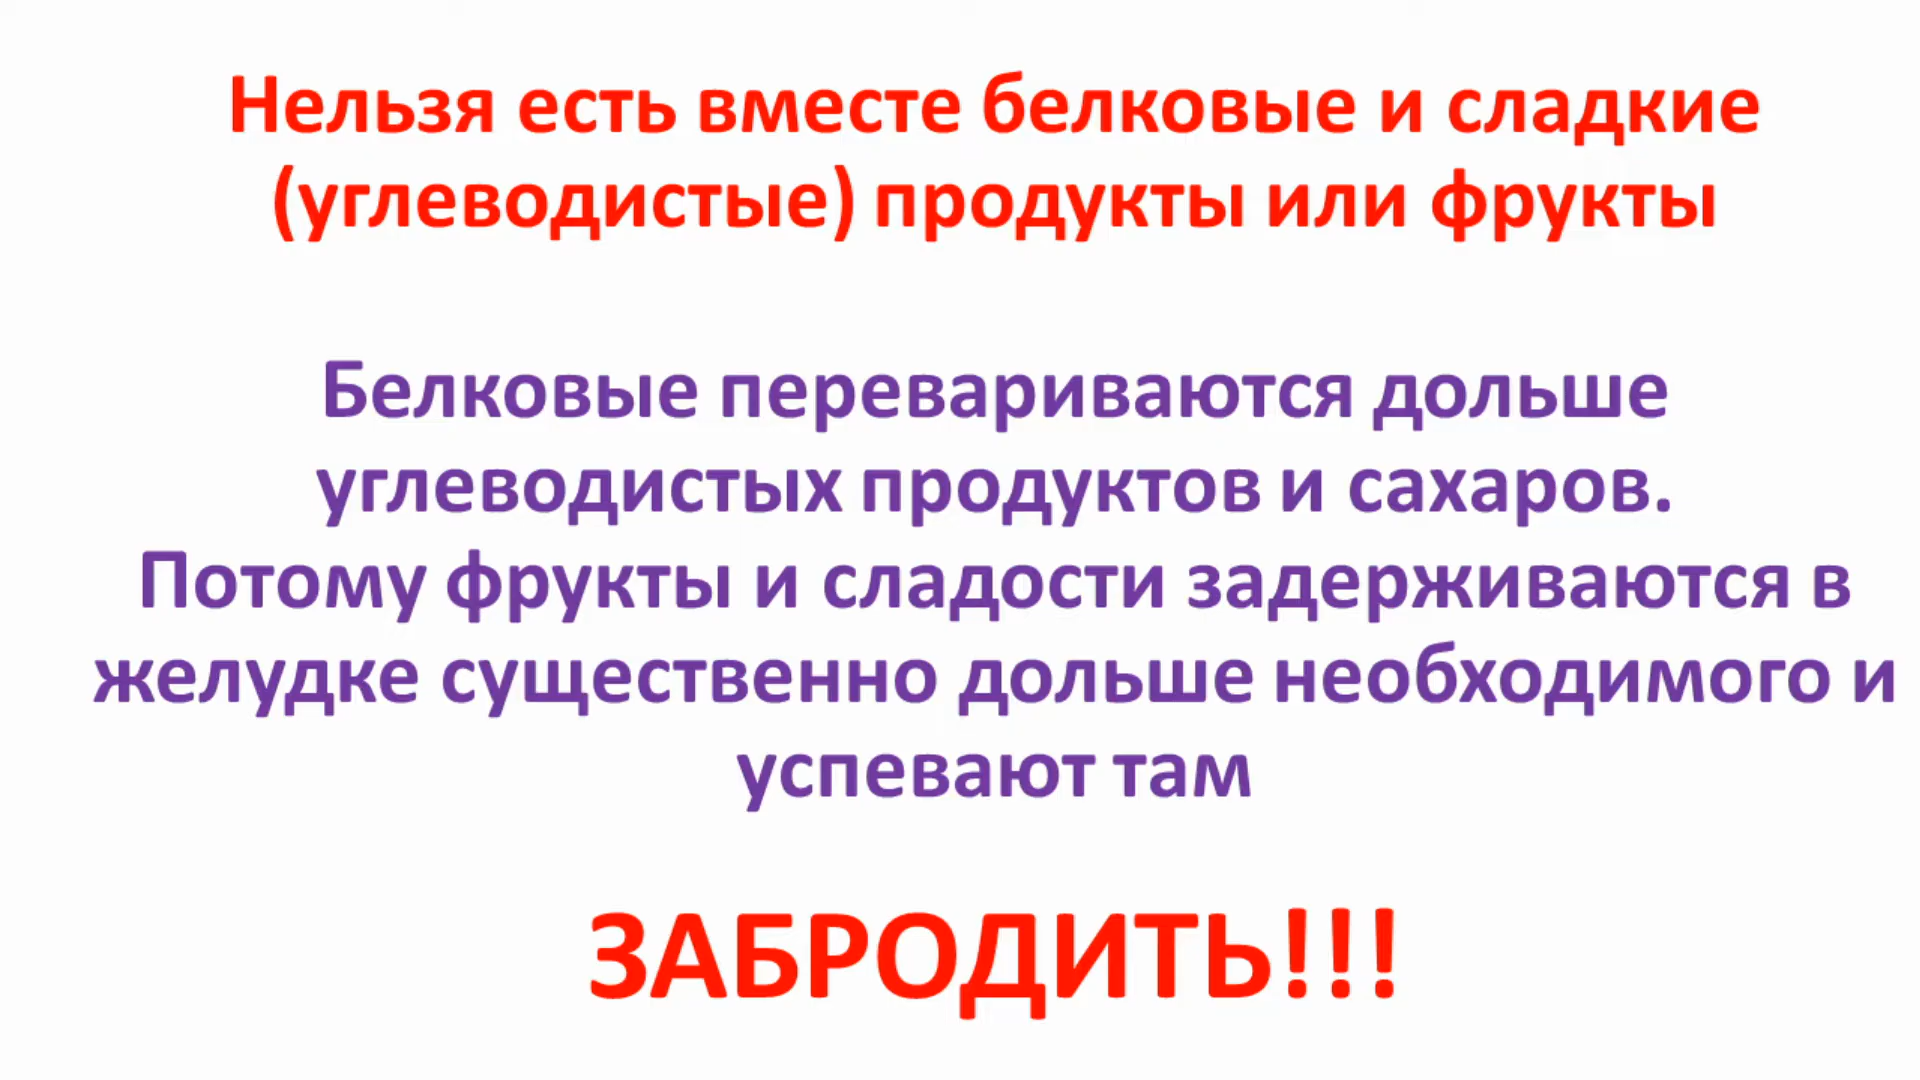 Нельзя есть вместе белковые и сладкие
(углеводистые) продукты или фрукты
Белковые перевариваются дольше
углеводистых продуктов и сахаров.
Потому фрукты и сладости задерживаются в
желудке существенно дольше необходимого и
успевают там
ЗАБРОДИТЬ!!!